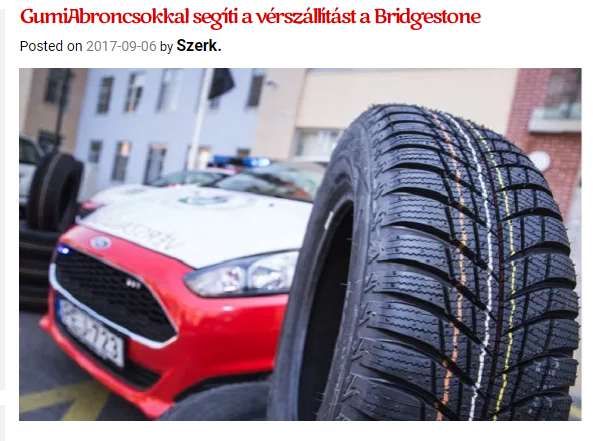 GumiAbroncsokkal segíti a vérszállítást a Bridgestone
Posted on 2017-09-06 by Szerk.